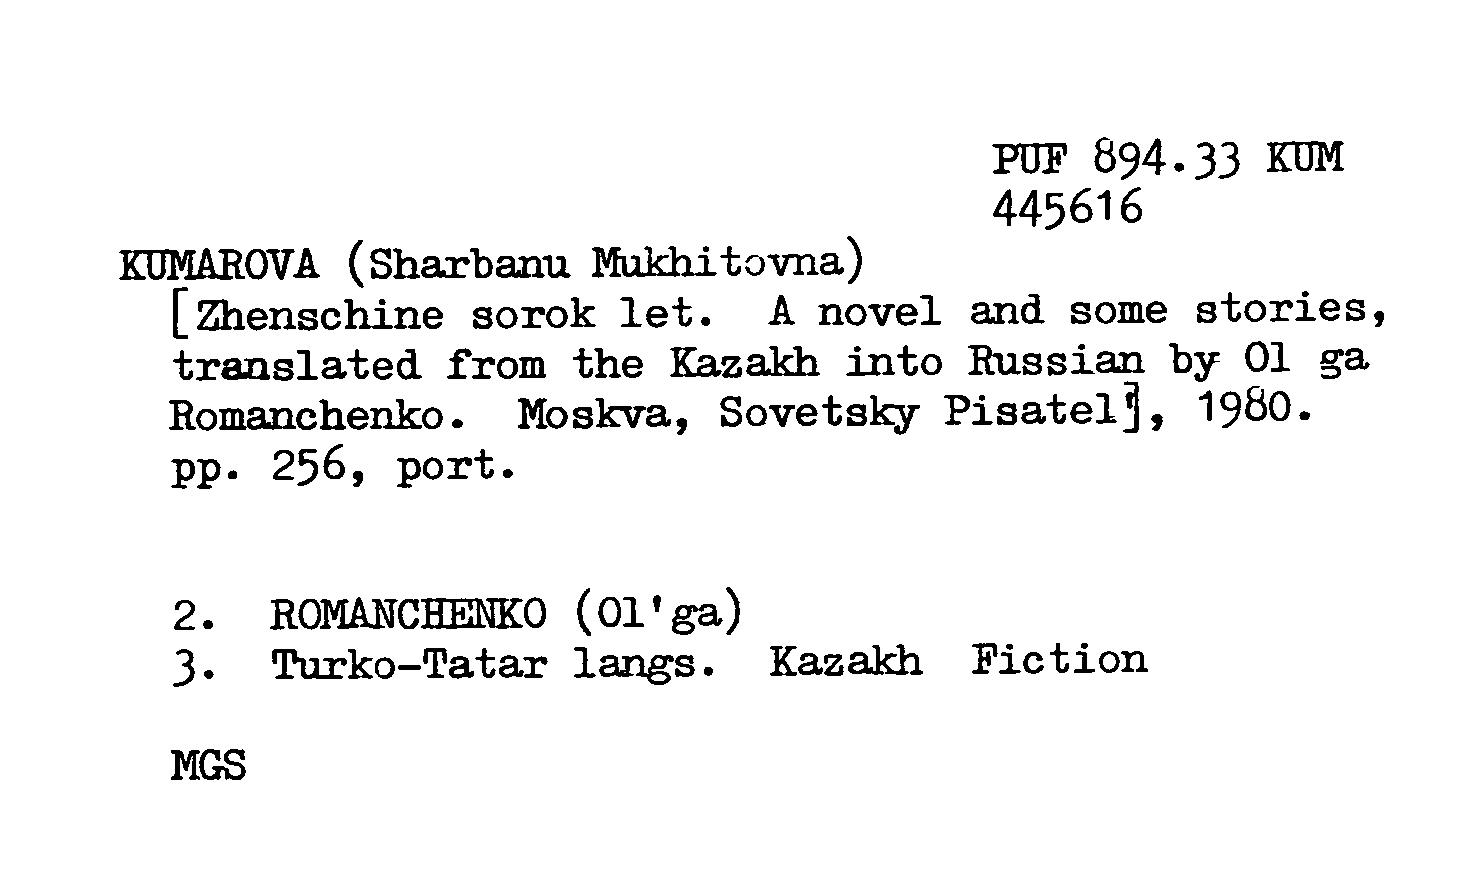 PUF 894.33 KUM
445616
KUMAROVA (Sharbanu Mukhitovna)
[Zhenschine sorok let. A novel and some stories,
translated from the Kazakh into Russian by Ol ga
Romanchenko. Moskva, Sovetsky Pisatel'], 1980.
pp. 256, port.
2. ROMANCHENKO (Ol'ga)
3. Turko-Tatar langs. Kazakh Fiction
MGS